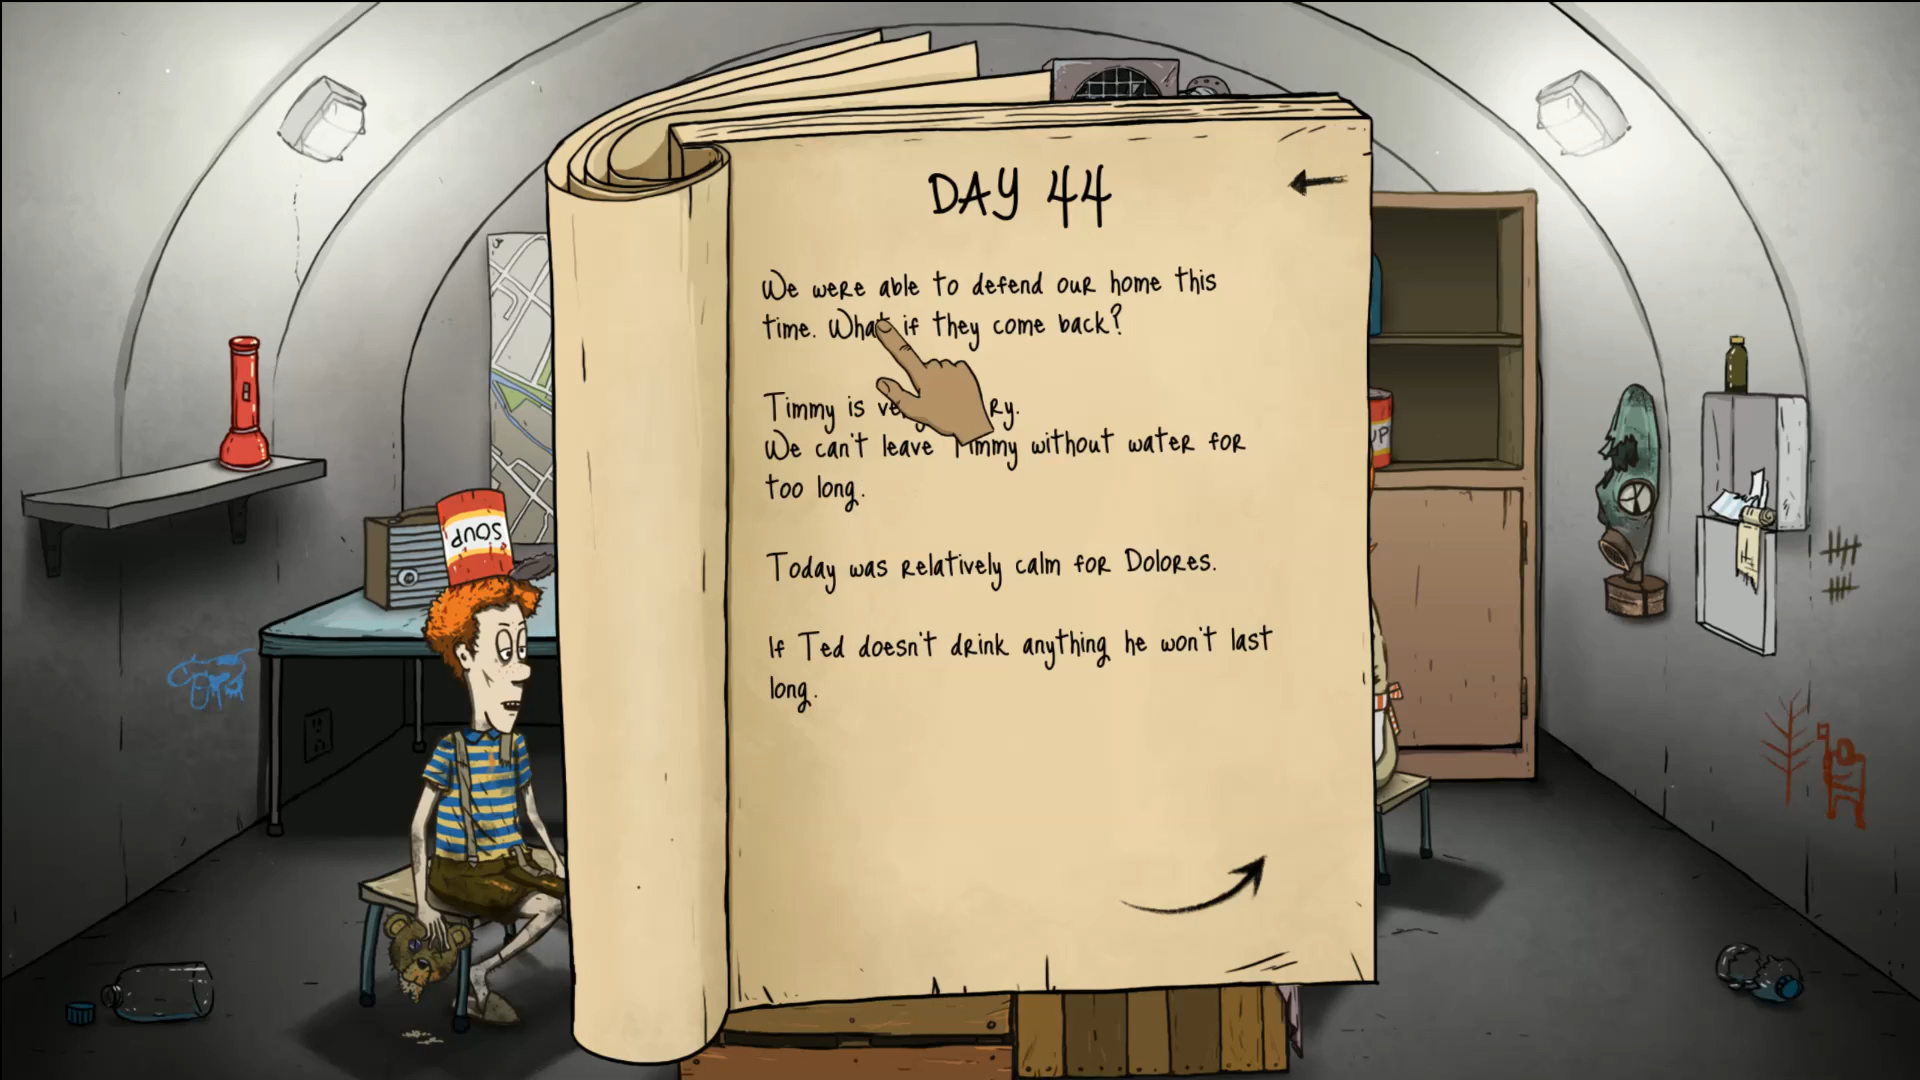 DAY 44
We were able to defend our home this
time. What if they come back?
Timmy is
We can't leave Timmy without water for
too long.
Today was relatively calm for Dolores.
If Ted doesn't drink anything he won't last
long.
SOUP